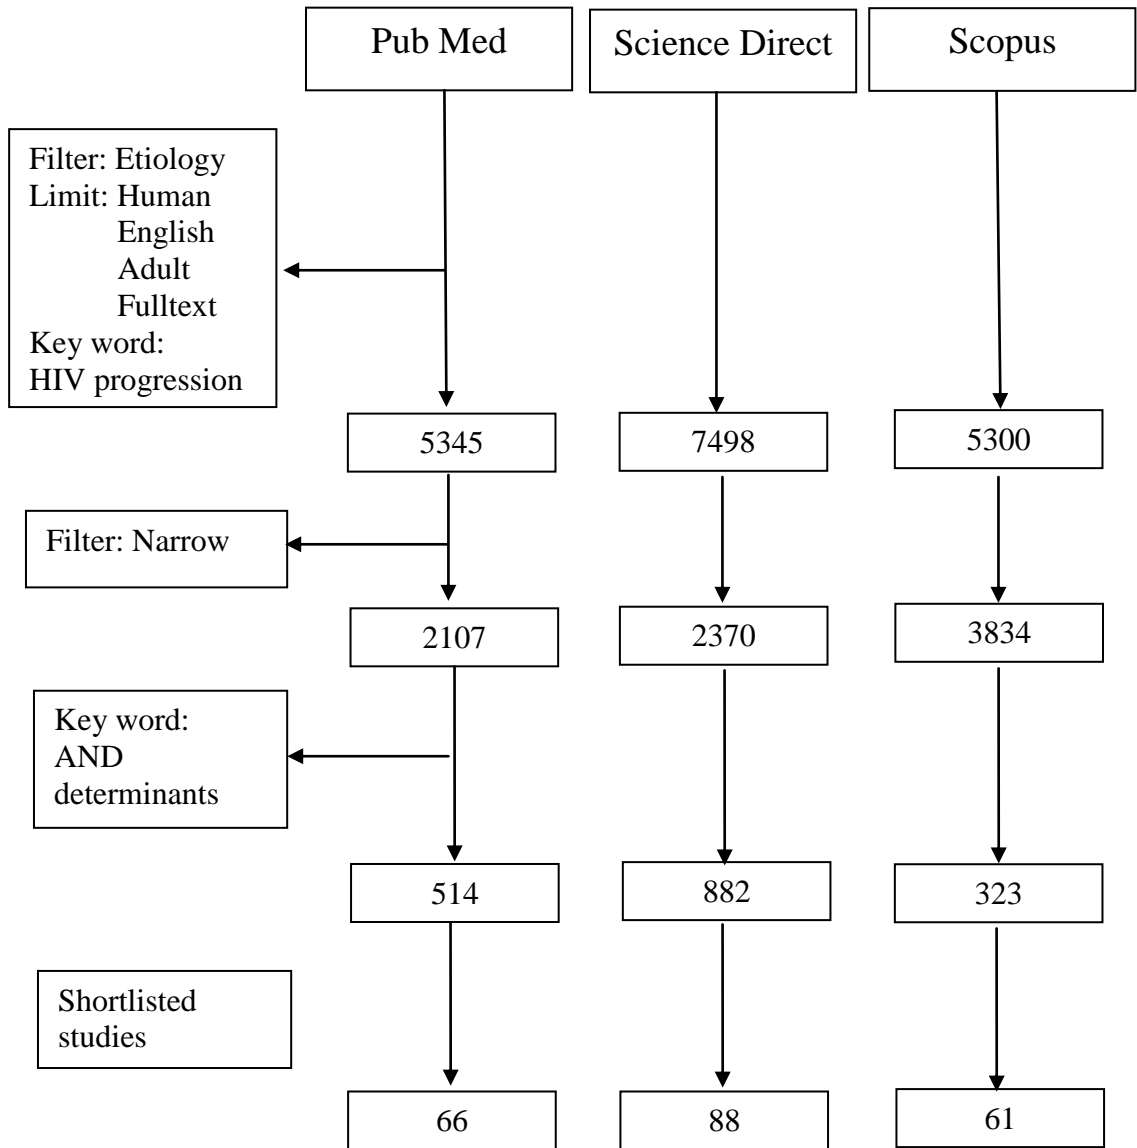 Pub Med
Science Direct
Scopus
Filter: Etiology
Limit: Human
English
Adult
Fulltext
Key word:
HIV progression
5345
7498
5300
Filter: Narrow
2107
2370
3834
Key word:
AND
determinants
514
882
323
Shortlisted
studies
66
88
61